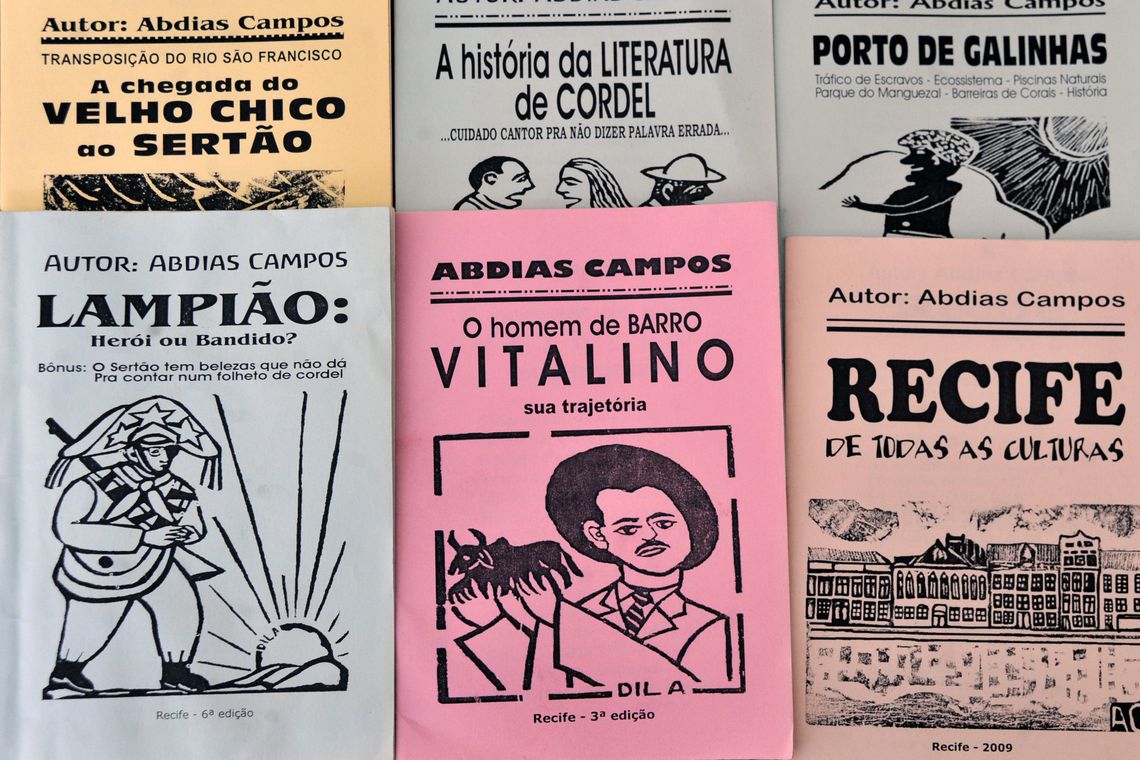 Autor: Abdias Campos
TRANSPOSIÇÃO DO RIO SÃO FRANCISCO
A chegada do
VELHO CHICO
ao SERTÃO
A história da LITERATURA
de CORDEL
...CUIDADO CANTOR PRA NÃO DIZER PALAVRA ERRADA...
Autor: Abdias Campos
PORTO DE GALINHAS
Tráfico de Escravos - Ecossistema - Piscinas Naturais
Parque do Manguezal - Barreiras de Corais - História
AUTOR: ABDIAS CAMPOS
LAMPIÃO:
Herói ou Bandido?
Bônus: O Sertão tem belezas que não dá
Pra contar num folheto de cordel
DILA
Recife - 6ª edição
ABDIAS CAMPOS
O homem de BARRO
VITALINO
sua trajetória
DILA
Recife - 3ª edição
Autor: Abdias Campos
RECIFE
DE TODAS AS CULTURAS
Recife - 2009